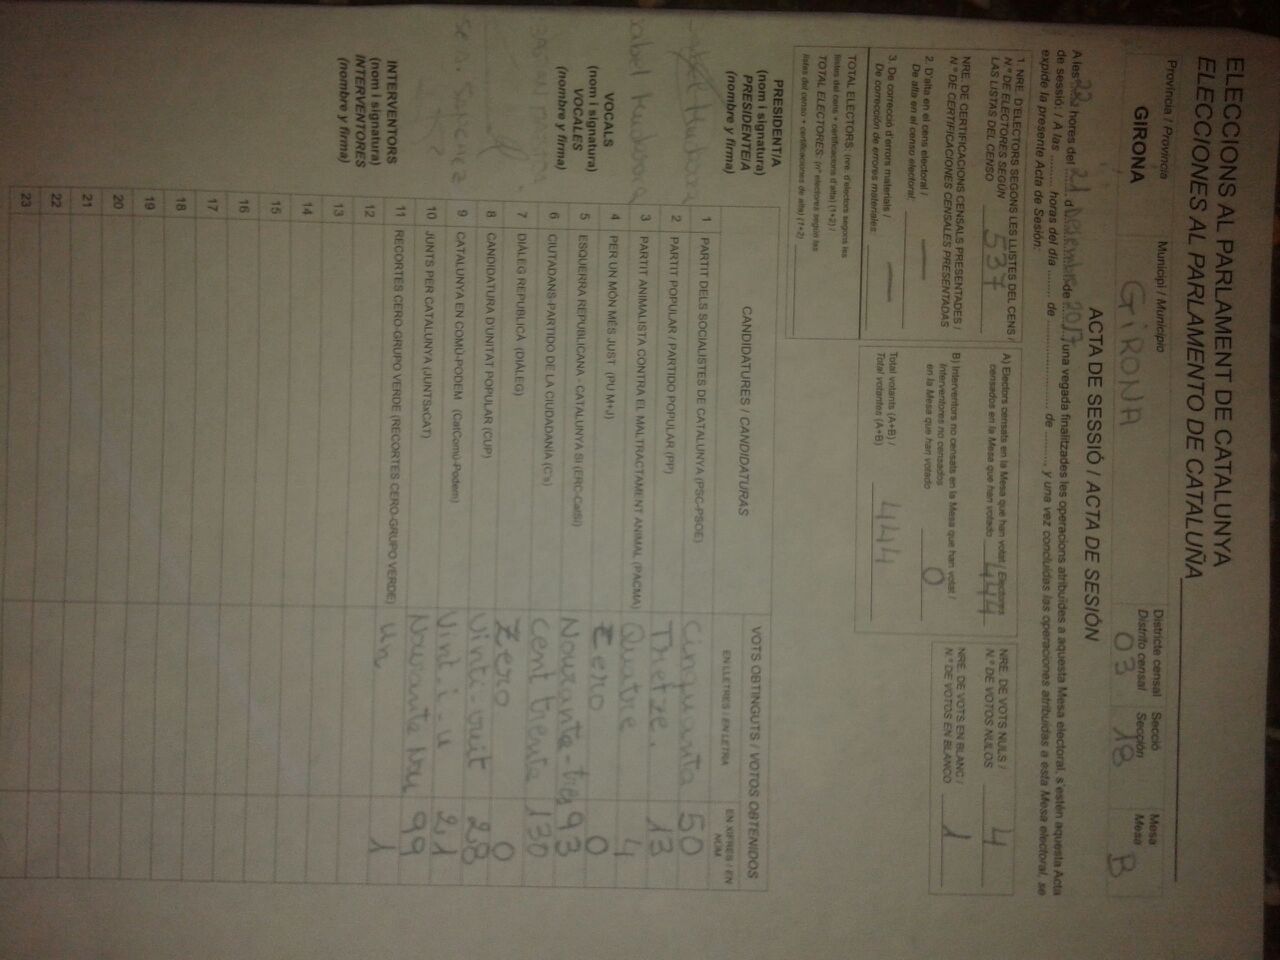 ELECCIONS AL PARLAMENT DE CATALUNYA
ELECCIONES AL PARLAMENTO DE CATALUÑA
Província / Provincia
GIRONA
Municipi / Municipio
GiRONA
Districte censal
Distrito censal
03
Secció
Sección
18
Mesa
Mesa
B
ACTA DE SESSIÓ / ACTA DE SESIÓN
A les 22 hores del 21 d Desembre de 2017 una vegada finalitzades les operacions atribuïdes a aquesta Mesa electoral, s'estén aquesta Acta
de sessió: / A las ......... horas del día ......... de ......................... de ......... y una vez concluidas las operaciones atribuidas a esta Mesa electoral, se
expide la presente Acta de Sesión:
1. NRE. D'ELECTORS SEGONS LES LLISTES DEL CENS /
N.º DE ELECTORES SEGÚN
LAS LISTAS DEL CENSO 537
NRE. DE CERTIFICACIONS CENSALS PRESENTADES /
N.º DE CERTIFICACIONES CENSALES PRESENTADAS
2. D'alta en el cens electoral /
De alta en el censo electoral: —
3. De correcció d'errors materials /
De corrección de errores materiales: —
TOTAL ELECTORS: (nre. d'electors segons les
llistes del cens + certificacions d'alta) (1+2) /
TOTAL ELECTORES: (nº electores según las
listas del censo + certificaciones de alta) (1+2)
A) Electors censats en la Mesa que han votat / Electores
censados en la Mesa que han votado 444
B) Interventors no censats en la Mesa que han votat /
Interventores no censados
en la Mesa que han votado 0
Total votants (A+B) /
Total votantes (A+B) 444
NRE. DE VOTS NULS /
N.º DE VOTOS NULOS 4
NRE. DE VOTS EN BLANC /
N.º DE VOTOS EN BLANCO 1
CANDIDATURES / CANDIDATURAS
VOTS OBTINGUTS / VOTOS OBTENIDOS
EN LLETRES / EN LETRA
EN XIFRES / EN NÚM
1 PARTIT DELS SOCIALISTES DE CATALUNYA (PSC-PSOE) Cinquanta 50
2 PARTIT POPULAR / PARTIDO POPULAR (PP) Tretze. 13
3 PARTIT ANIMALISTA CONTRA EL MALTRACTAMENT ANIMAL (PACMA) Quatre 4
4 PER UN MÓN MÉS JUST (PUM+J) Zero 0
5 ESQUERRA REPUBLICANA - CATALUNYA SÍ (ERC-CatSí) Nouranta-tres 93
6 CIUTADANS-PARTIDO DE LA CIUDADANÍA (C's) Cent trenta 130
7 DIÀLEG REPUBLICÀ (DIÀLEG) Zero 0
8 CANDIDATURA D'UNITAT POPULAR (CUP) Vinti-vuit 28
9 CATALUNYA EN COMÚ-PODEM (CatComú-Podem) Vint i u 21
10 JUNTS PER CATALUNYA (JUNTSxCAT) Nouranta Nou 99
11 RECORTES CERO-GRUPO VERDE (RECORTES CERO-GRUPO VERDE) un 1
12
13
14
15
16
17
18
19
20
21
22
23
PRESIDENT/A
(nom i signatura)
PRESIDENTE/A
(nombre y firma)
VOCALS
(nom i signatura)
VOCALES
(nombre y firma)
INTERVENTORS
(nom i signatura)
INTERVENTORES
(nombre y firma)